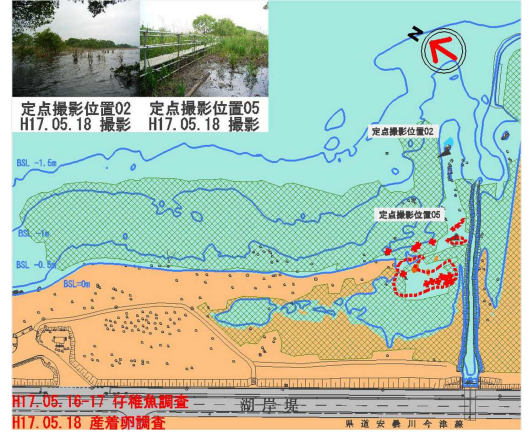 N
定点撮影位置02
H17.05.18 撮影
定点撮影位置05
H17.05.18 撮影
定点撮影位置02
BSL -1.5m
定点撮影位置05
BSL -1m
BSL -0.5m
BSL=0m
H17.05.16-17 仔稚魚調査
湖岸堤
H17.05.18 産着卵調査
県道安曇川今津線